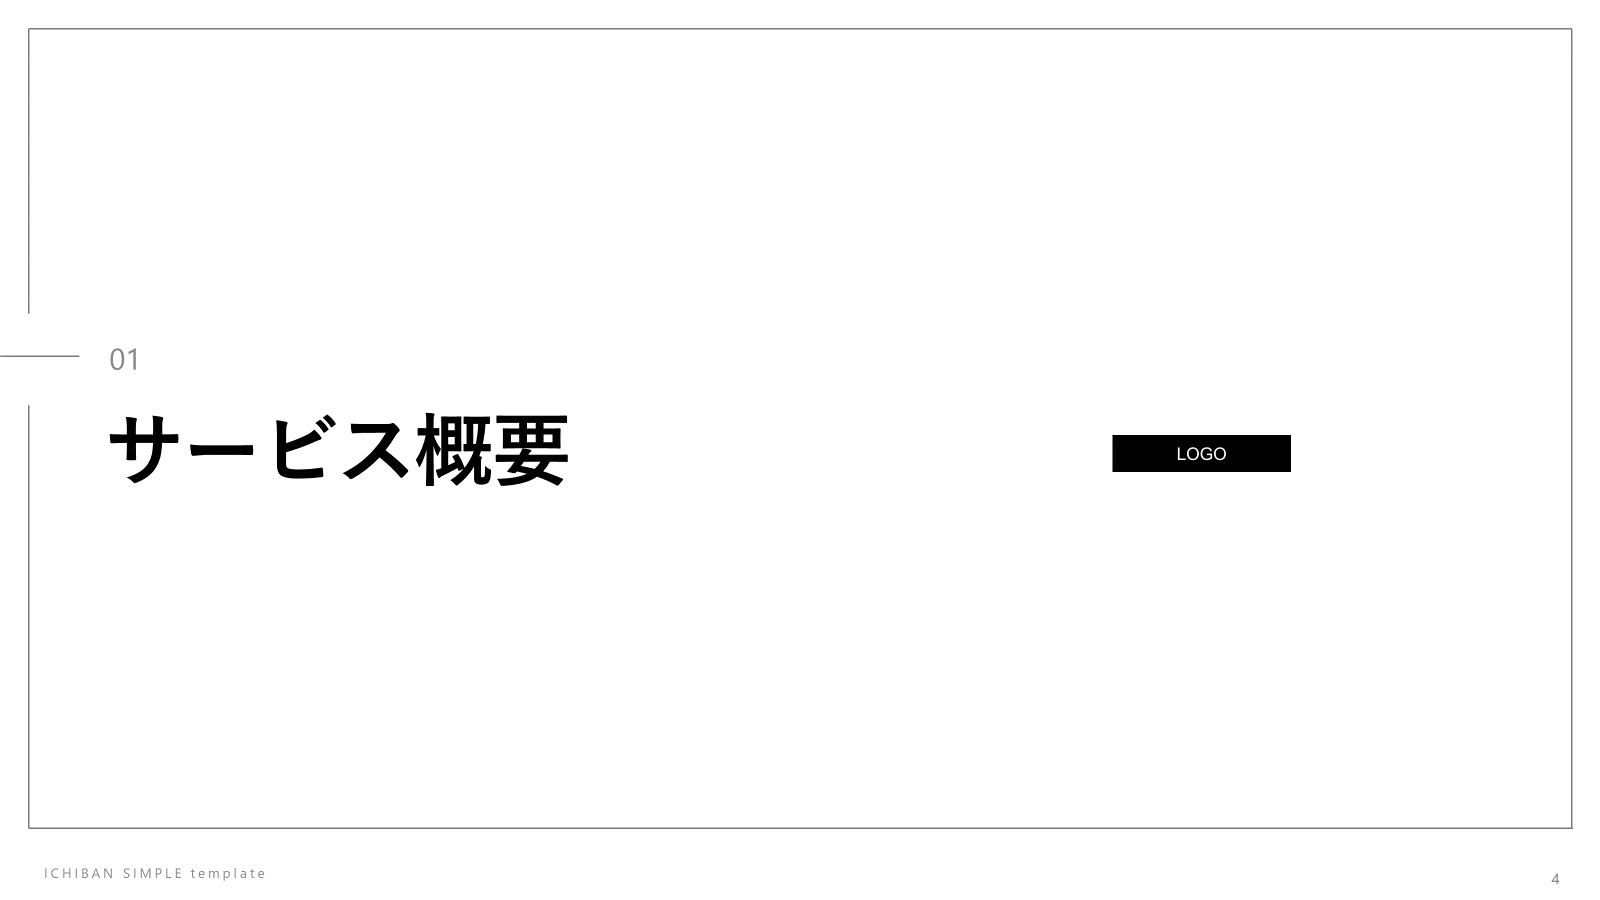 01
サービス概要
LOGO
ICHIBAN SIMPLE template
4